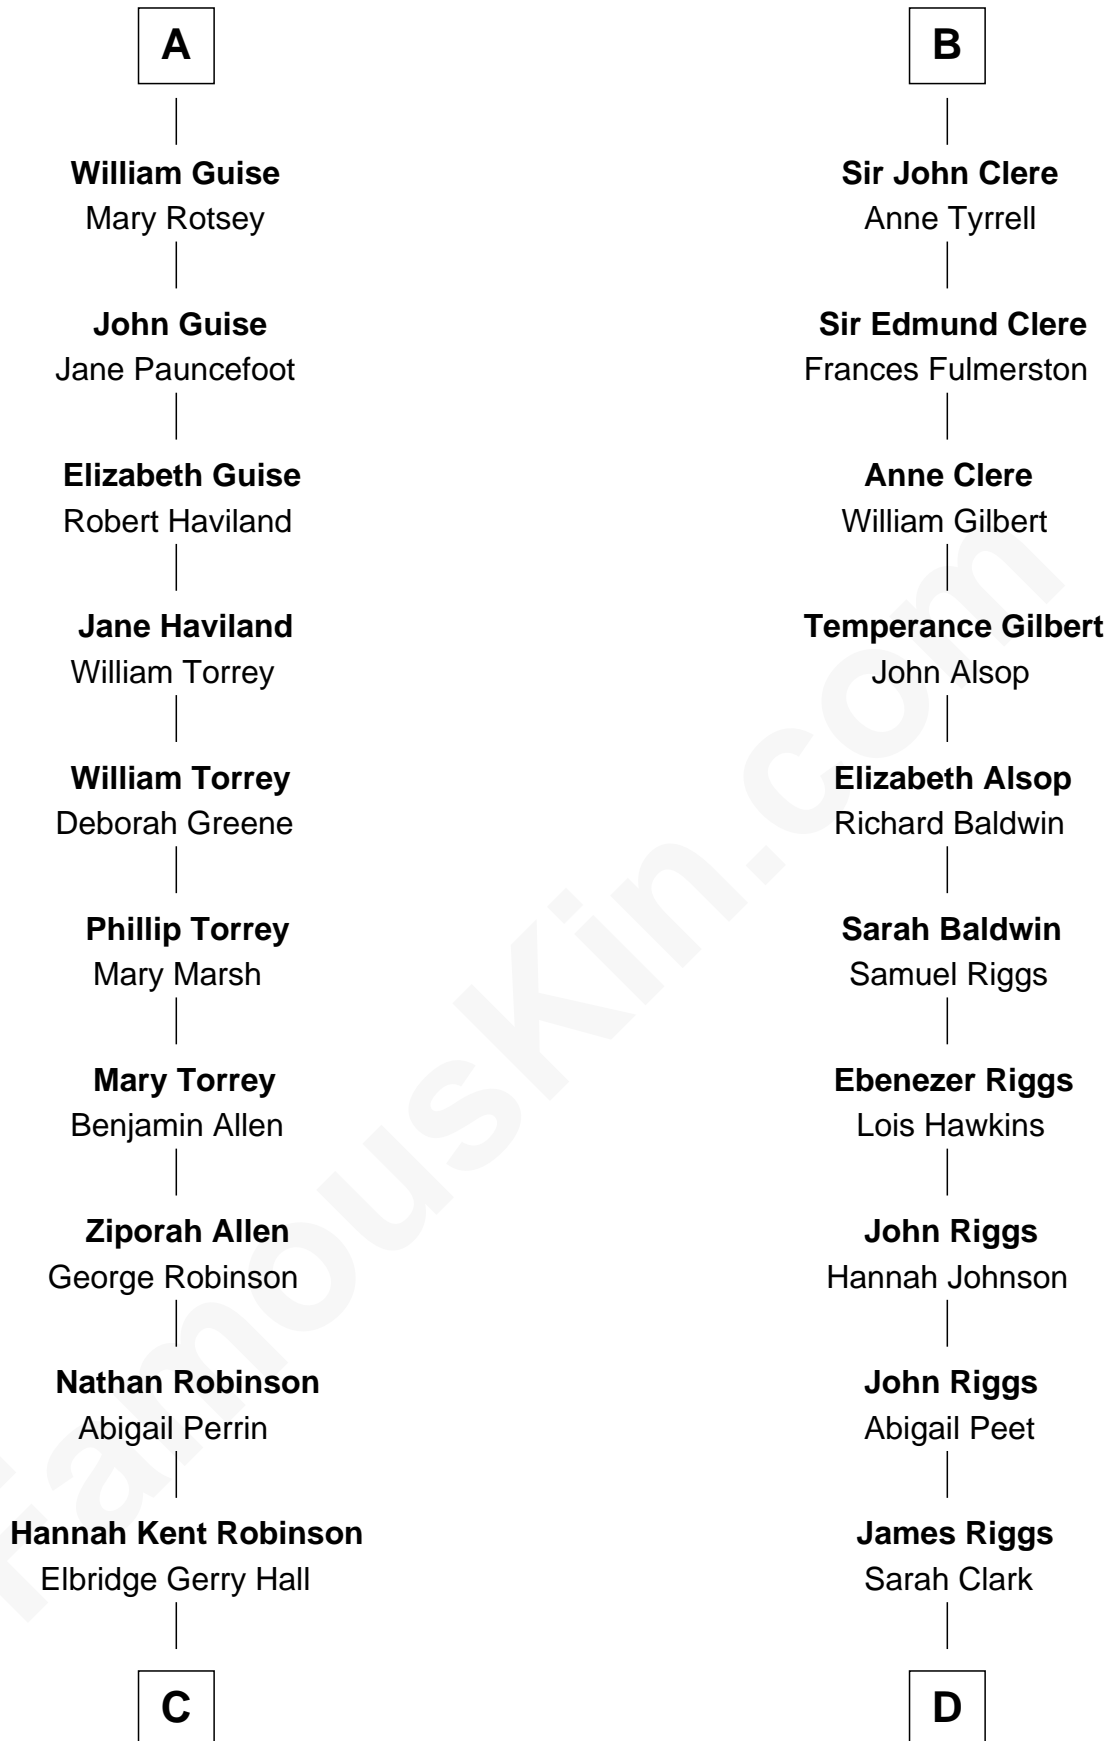 A
William Guise
Mary Rotsey
John Guise
Jane Pauncefoot
Elizabeth Guise
Robert Haviland
Jane Haviland
William Torrey
William Torrey
Deborah Greene
Phillip Torrey
Mary Marsh
Mary Torrey
Benjamin Allen
Ziporah Allen
George Robinson
Nathan Robinson
Abigail Perrin
Hannah Kent Robinson
Elbridge Gerry Hall
C
B
Sir John Clere
Anne Tyrrell
Sir Edmund Clere
Frances Fulmerston
Anne Clere
William Gilbert
Temperance Gilbert
John Alsop
Elizabeth Alsop
Richard Baldwin
Sarah Baldwin
Samuel Riggs
Ebenezer Riggs
Lois Hawkins
John Riggs
Hannah Johnson
John Riggs
Abigail Peet
James Riggs
Sarah Clark
D
famouskin.com